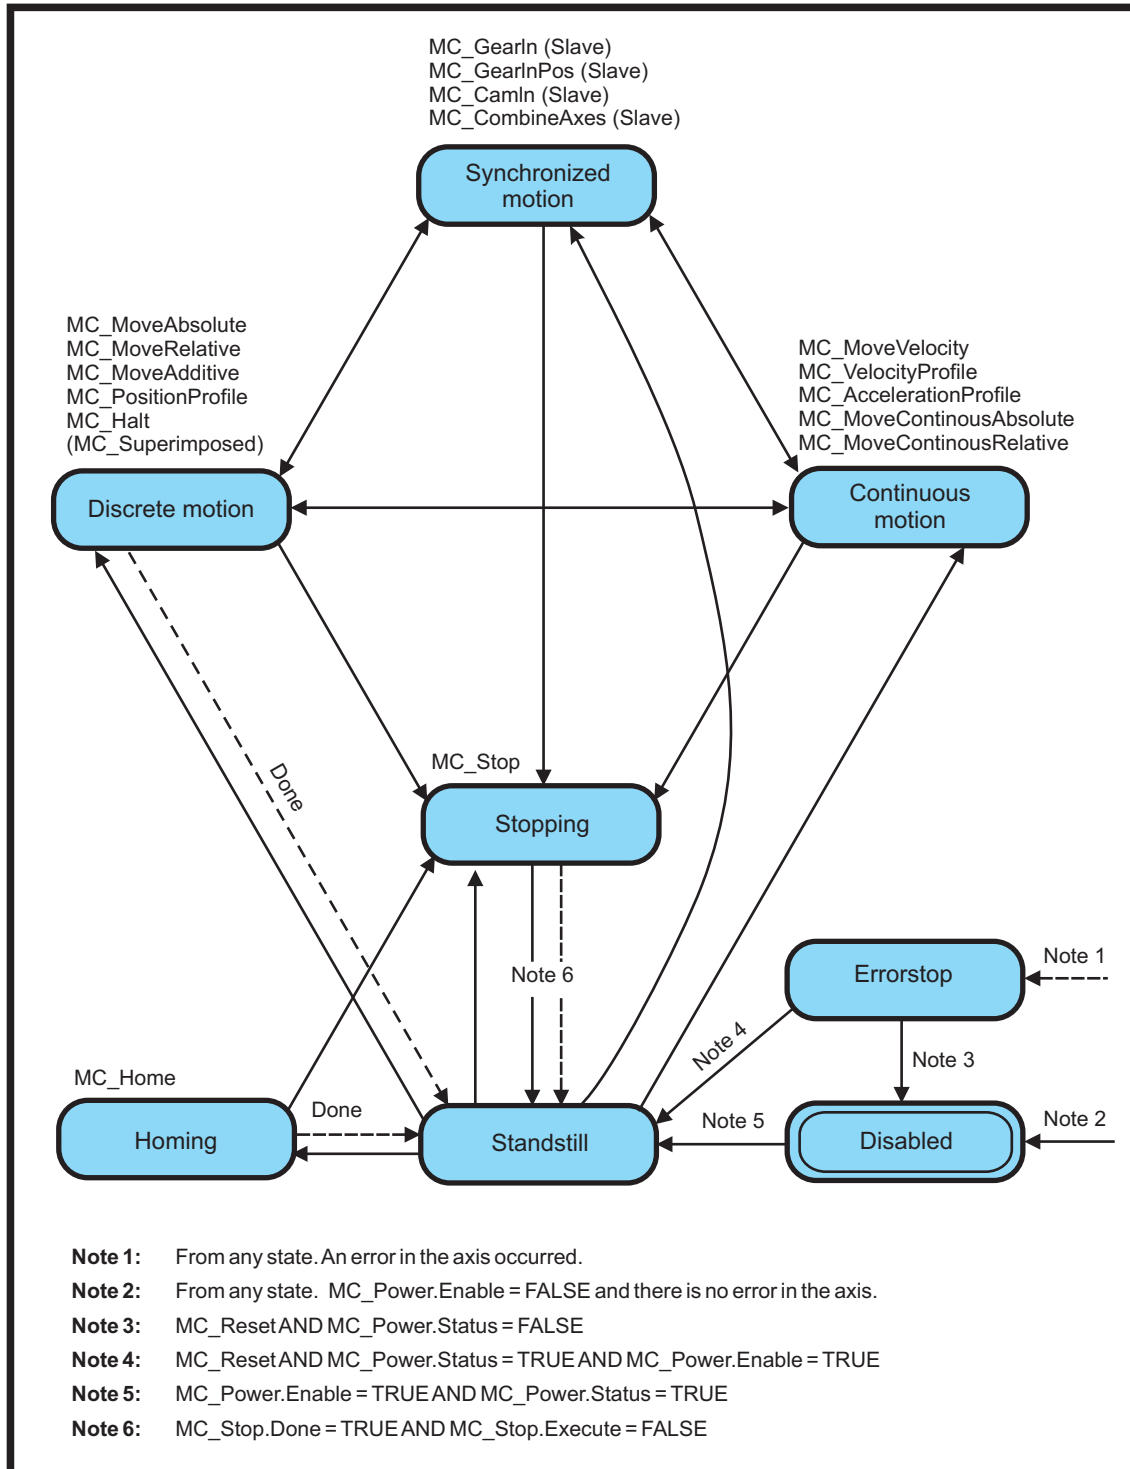 MC_GearIn (Slave)
MC_GearInPos (Slave)
MC_CamIn (Slave)
MC_CombineAxes (Slave)
Synchronized
motion
MC_MoveAbsolute
MC_MoveRelative
MC_MoveAdditive
MC_PositionProfile
MC_Halt
(MC_Superimposed)
MC_MoveVelocity
MC_VelocityProfile
MC_AccelerationProfile
MC_MoveContinousAbsolute
MC_MoveContinousRelative
Discrete motion
Continuous
motion
Done
MC_Stop
Stopping
Note 6
Errorstop
Note 1
Note 4
Note 3
MC_Home
Homing
Done
Standstill
Note 5
Disabled
Note 2
Note 1: From any state. An error in the axis occurred.
Note 2: From any state. MC_Power.Enable = FALSE and there is no error in the axis.
Note 3: MC_Reset AND MC_Power.Status = FALSE
Note 4: MC_Reset AND MC_Power.Status = TRUE AND MC_Power.Enable = TRUE
Note 5: MC_Power.Enable = TRUE AND MC_Power.Status = TRUE
Note 6: MC_Stop.Done = TRUE AND MC_Stop.Execute = FALSE